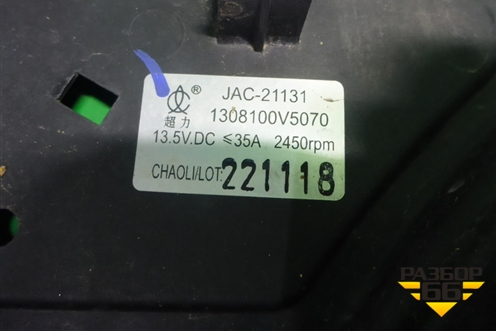 JAC-21131
1308100V5070
超力®
13.5V.DC ≤35A 2450rpm
CHAOLI/LOT: 221118
РАЗБОР
66